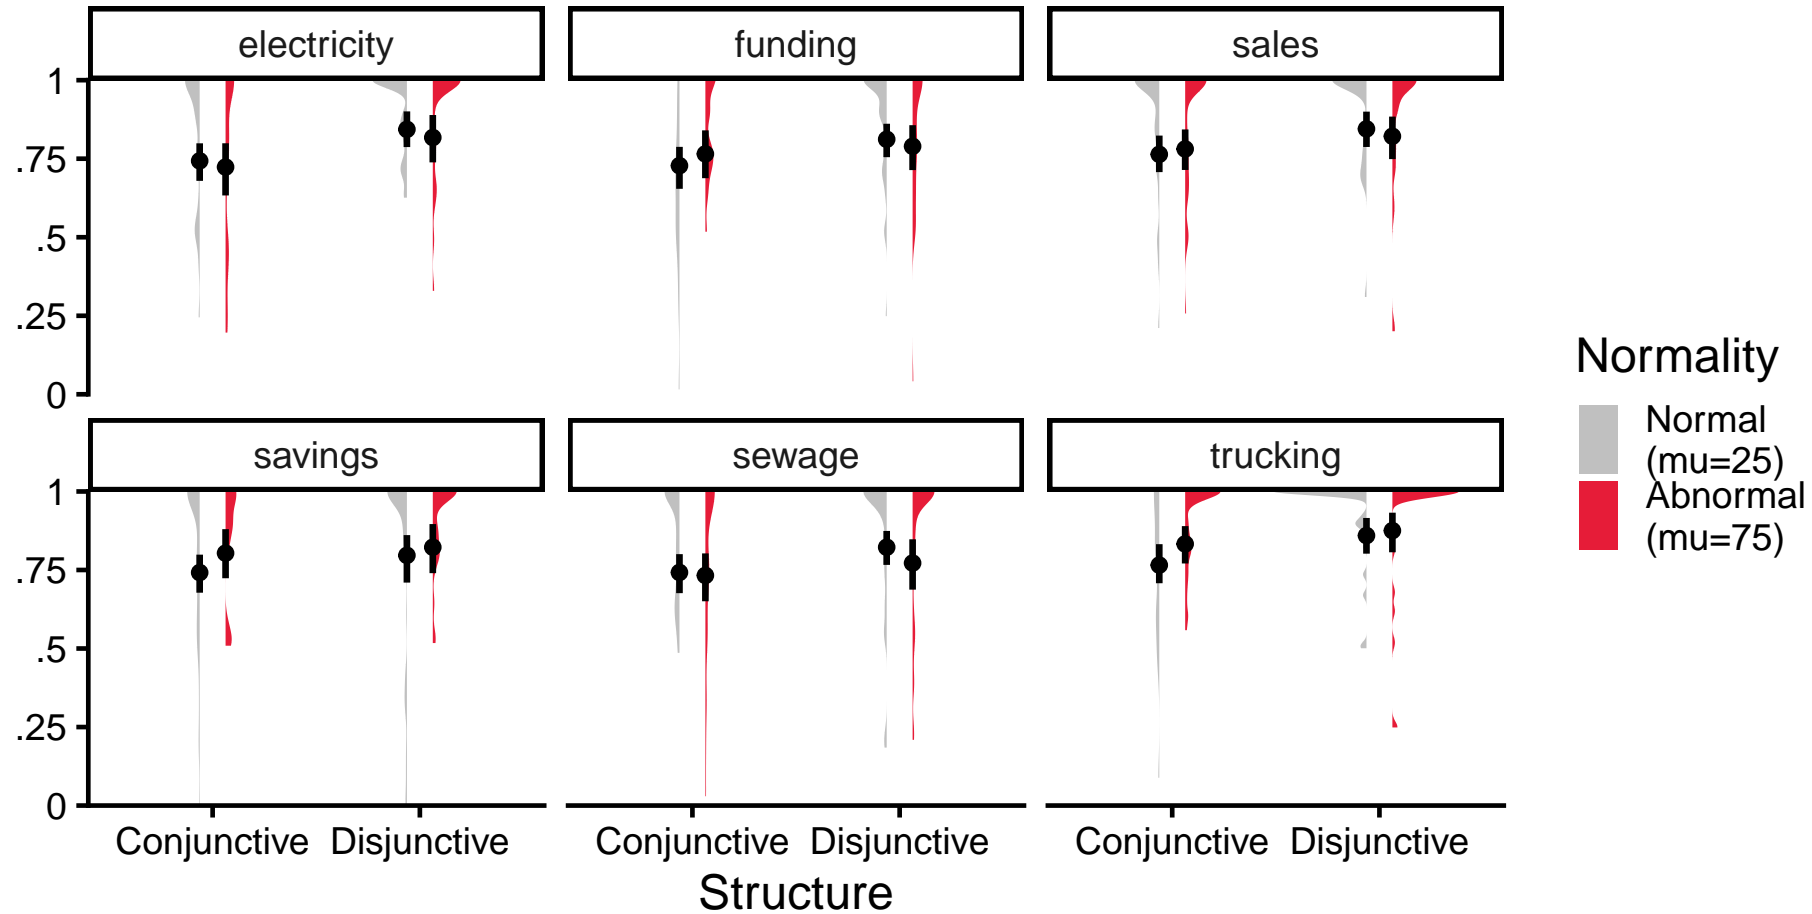 electricity
funding
sales
1
.75
.5
.25
0
savings
sewage
trucking
1
.75
.5
.25
0
Conjunctive
Disjunctive
Conjunctive
Disjunctive
Conjunctive
Disjunctive
Structure
Normality
Normal
(mu=25)
Abnormal
(mu=75)